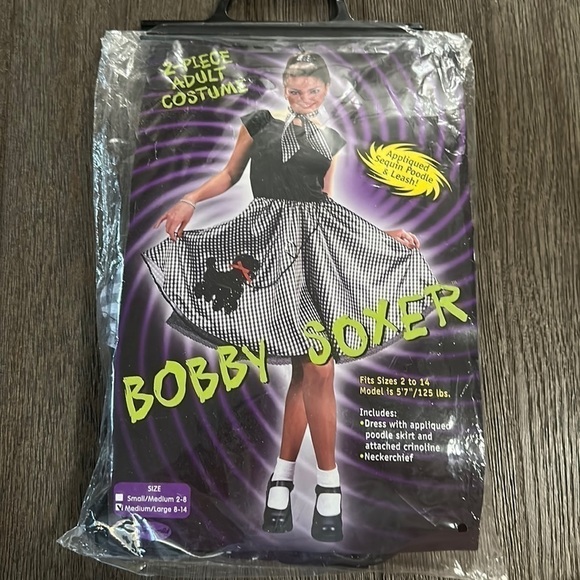 2-PIECE
ADULT
COSTUME
Appliqued
Sequin Poodle
& Leash!
BOBBY SOXER
Fits Sizes 2 to 14
Model is 5'7"/125 lbs.
Includes:
•Dress with appliqued
poodle skirt and
attached crinoline
•Neckerchief
SIZE
Small/Medium 2-8
Medium/Large 8-14